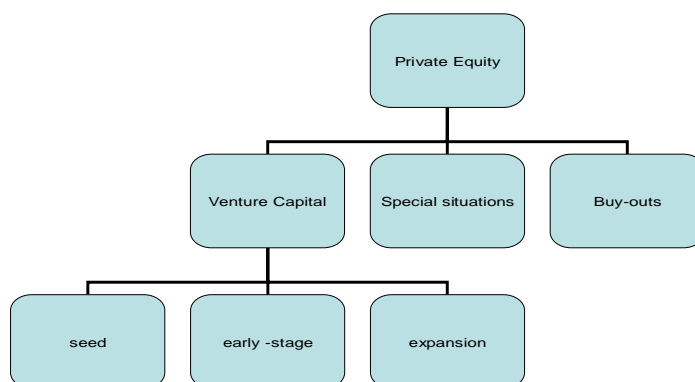 Private Equity
Venture Capital
Special situations
Buy-outs
seed
early -stage
expansion